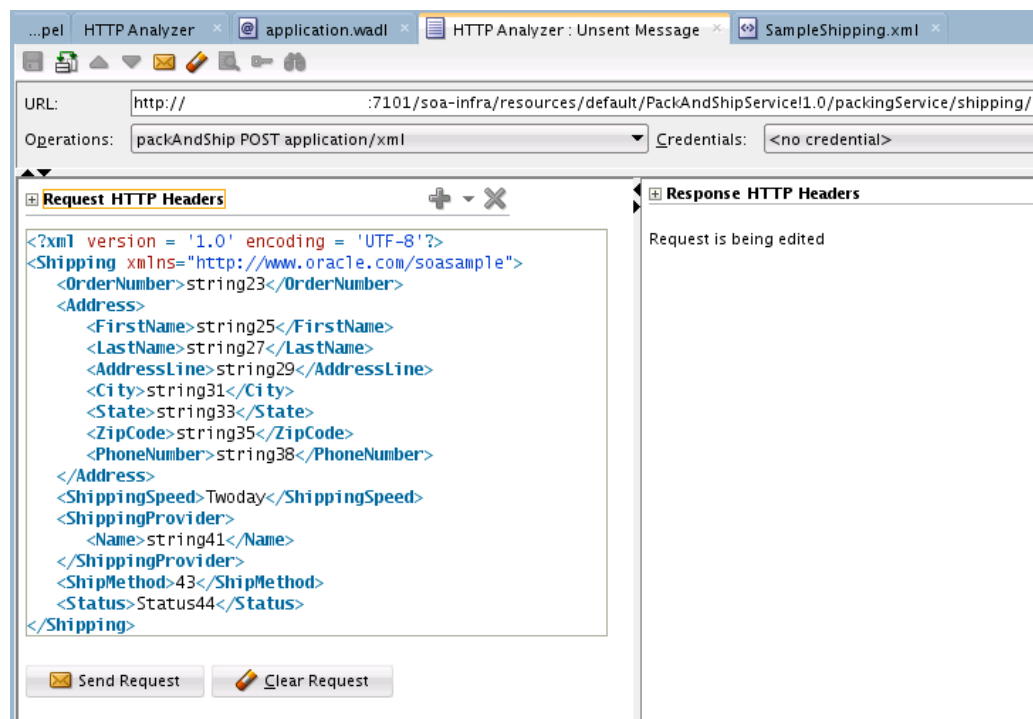 ...pel HTTP Analyzer application.wadl HTTP Analyzer : Unsent Message SampleShipping.xml
URL: http:// :7101/soa-infra/resources/default/PackAndShipService!1.0/packingService/shipping/
Operations: packAndShip POST application/xml Credentials: <no credential>
Request HTTP Headers
<?xml version = '1.0' encoding = 'UTF-8'?>
<Shipping xmlns="http://www.oracle.com/soasample">
<OrderNumber>string23</OrderNumber>
<Address>
<FirstName>string25</FirstName>
<LastName>string27</LastName>
<AddressLine>string29</AddressLine>
<City>string31</City>
<State>string33</State>
<ZipCode>string35</ZipCode>
<PhoneNumber>string38</PhoneNumber>
</Address>
<ShippingSpeed>Twoday</ShippingSpeed>
<ShippingProvider>
<Name>string41</Name>
</ShippingProvider>
<ShipMethod>43</ShipMethod>
<Status>Status44</Status>
</Shipping>
Send Request Clear Request
Response HTTP Headers
Request is being edited